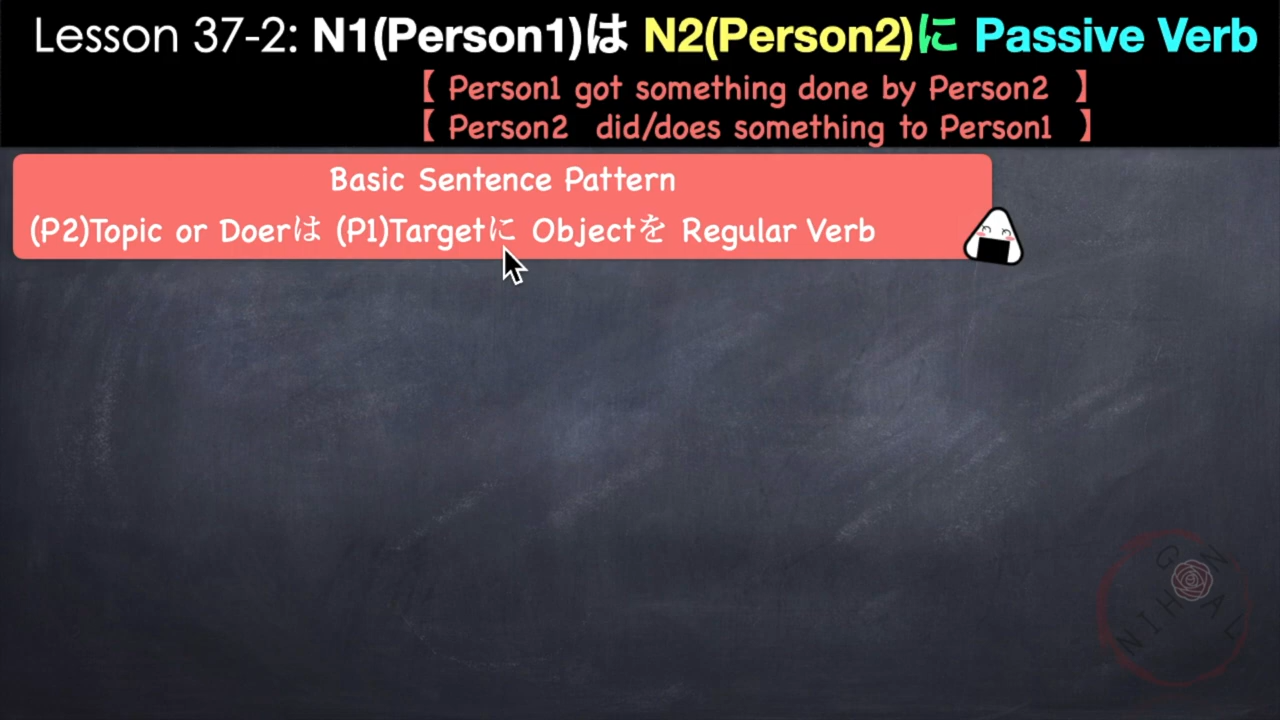 Lesson 37-2: N1(Person1)は N2(Person2)に Passive Verb
【 Person1 got something done by Person2 】
【 Person2 did/does something to Person1 】
Basic Sentence Pattern
(P2)Topic or Doerは (P1)Targetに Objectを Regular Verb
NIHONGOAL